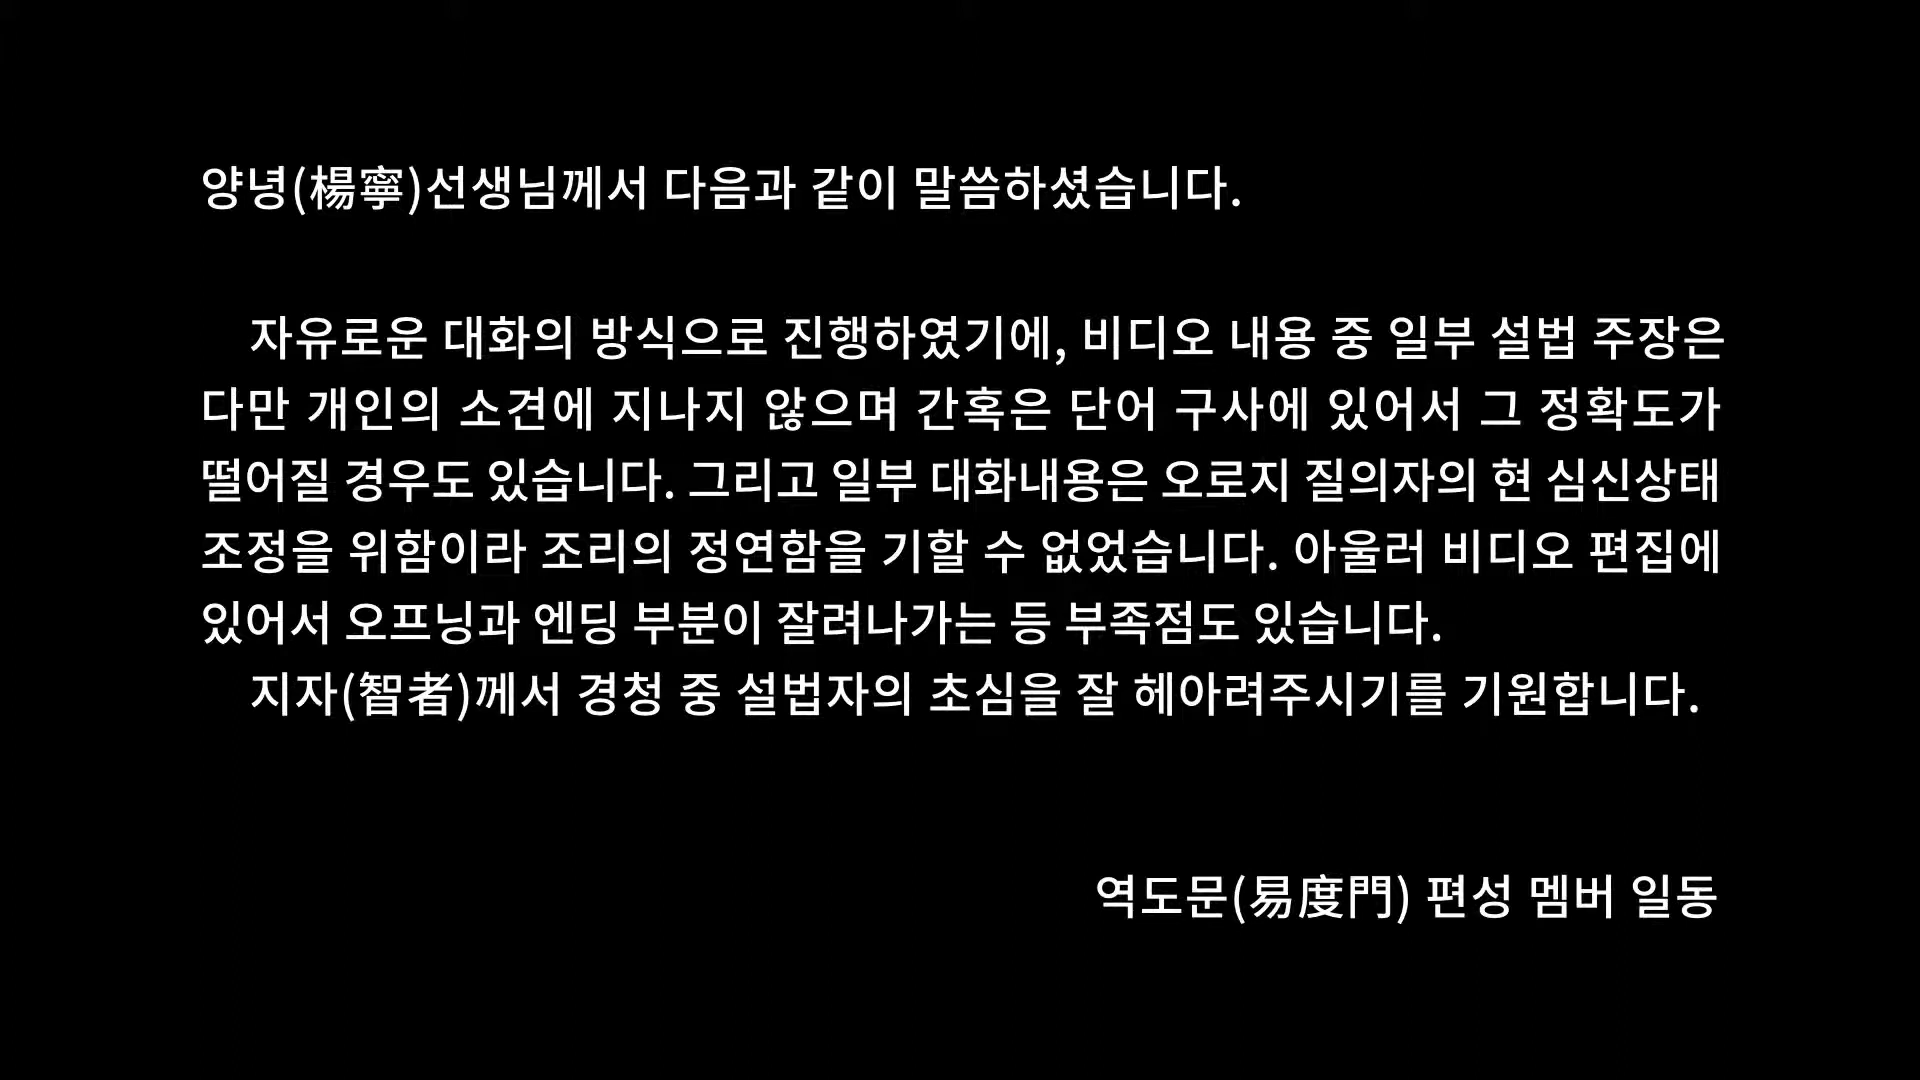 양녕(楊寧)선생님께서 다음과 같이 말씀하셨습니다.
자유로운 대화의 방식으로 진행하였기에, 비디오 내용 중 일부 설법 주장은
다만 개인의 소견에 지나지 않으며 간혹은 단어 구사에 있어서 그 정확도가
떨어질 경우도 있습니다. 그리고 일부 대화내용은 오로지 질의자의 현 심신상태
조정을 위함이라 조리의 정연함을 기할 수 없었습니다. 아울러 비디오 편집에
있어서 오프닝과 엔딩 부분이 잘려나가는 등 부족점도 있습니다.
지자(智者)께서 경청 중 설법자의 초심을 잘 헤아려주시기를 기원합니다.
역도문(易度門) 편성 멤버 일동